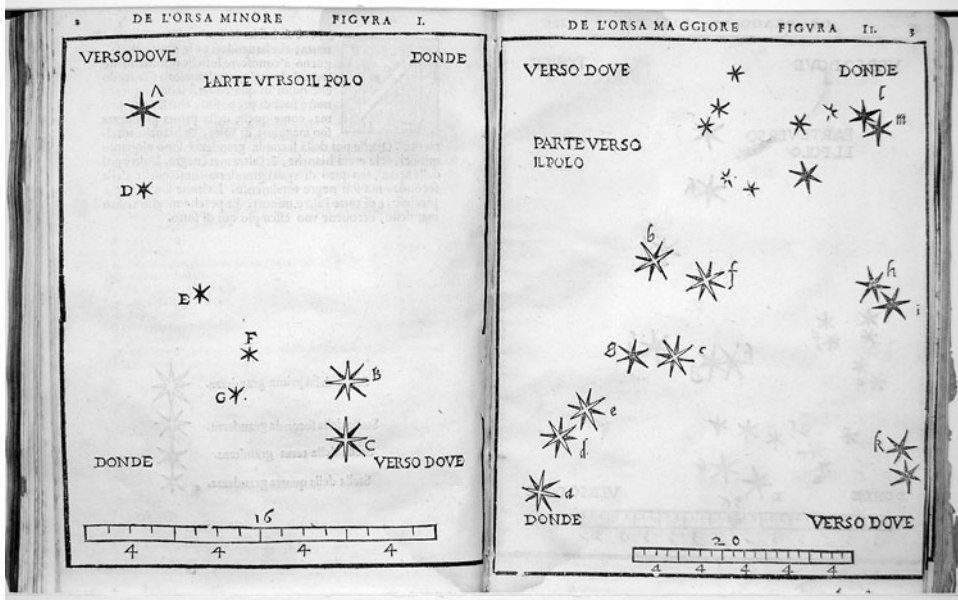 2 DE L'ORSA MINORE FIGVRA I.
VERSO DOVE DONDE
PARTE VERSO IL POLO
A
D
E
F
B
G
C
DONDE VERSO DOVE
16
4 4 4 4
DE L'ORSA MAGGIORE FIGVRA II. 3
VERSO DOVE DONDE
l
m
PARTE VERSO
IL POLO
b
f
h
i
g c
e
d
k
a
DONDE VERSO DOVE
20
4 4 4 4 4